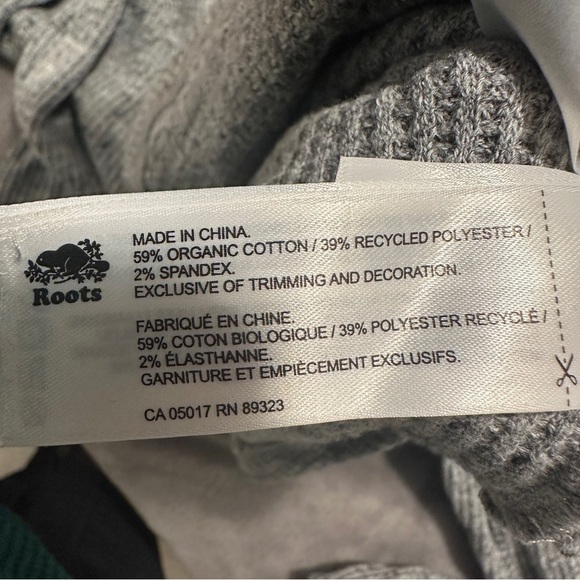 Roots
MADE IN CHINA.
59% ORGANIC COTTON / 39% RECYCLED POLYESTER /
2% SPANDEX.
EXCLUSIVE OF TRIMMING AND DECORATION.
FABRIQUÉ EN CHINE.
59% COTON BIOLOGIQUE / 39% POLYESTER RECYCLÉ /
2% ÉLASTHANNE.
GARNITURE ET EMPIÈCEMENT EXCLUSIFS.
CA 05017 RN 89323